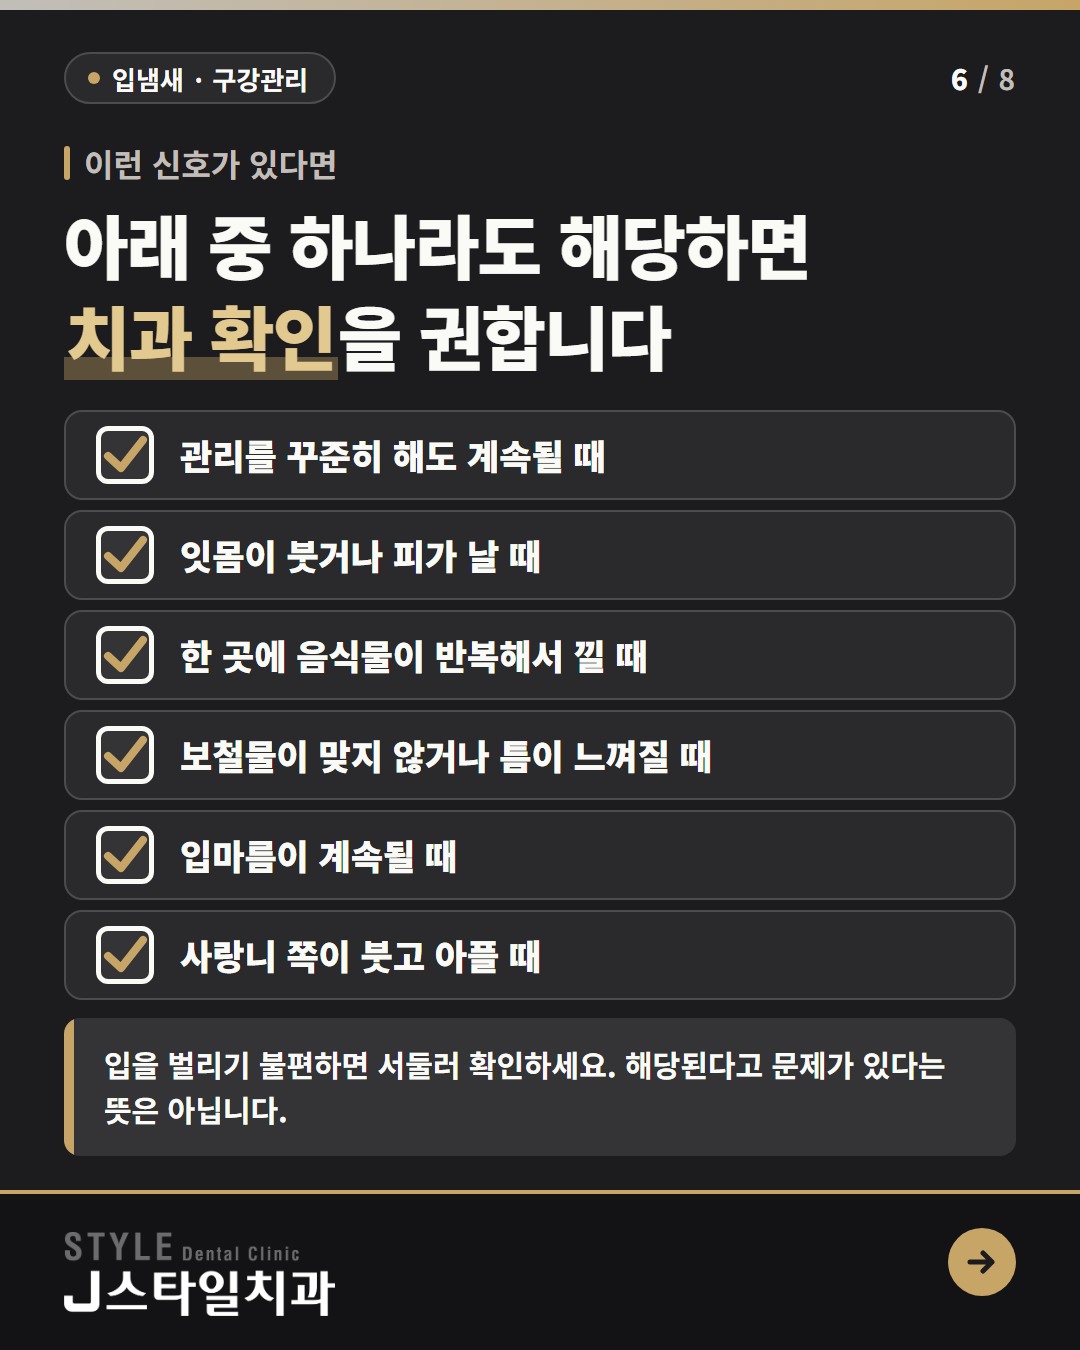 입냄새 · 구강관리
6 / 8
이런 신호가 있다면
아래 중 하나라도 해당하면
치과 확인을 권합니다
관리를 꾸준히 해도 계속될 때
잇몸이 붓거나 피가 날 때
한 곳에 음식물이 반복해서 낄 때
보철물이 맞지 않거나 틈이 느껴질 때
입마름이 계속될 때
사랑니 쪽이 붓고 아플 때
입을 벌리기 불편하면 서둘러 확인하세요. 해당된다고 문제가 있다는
뜻은 아닙니다.
STYLE Dental Clinic
J스타일치과